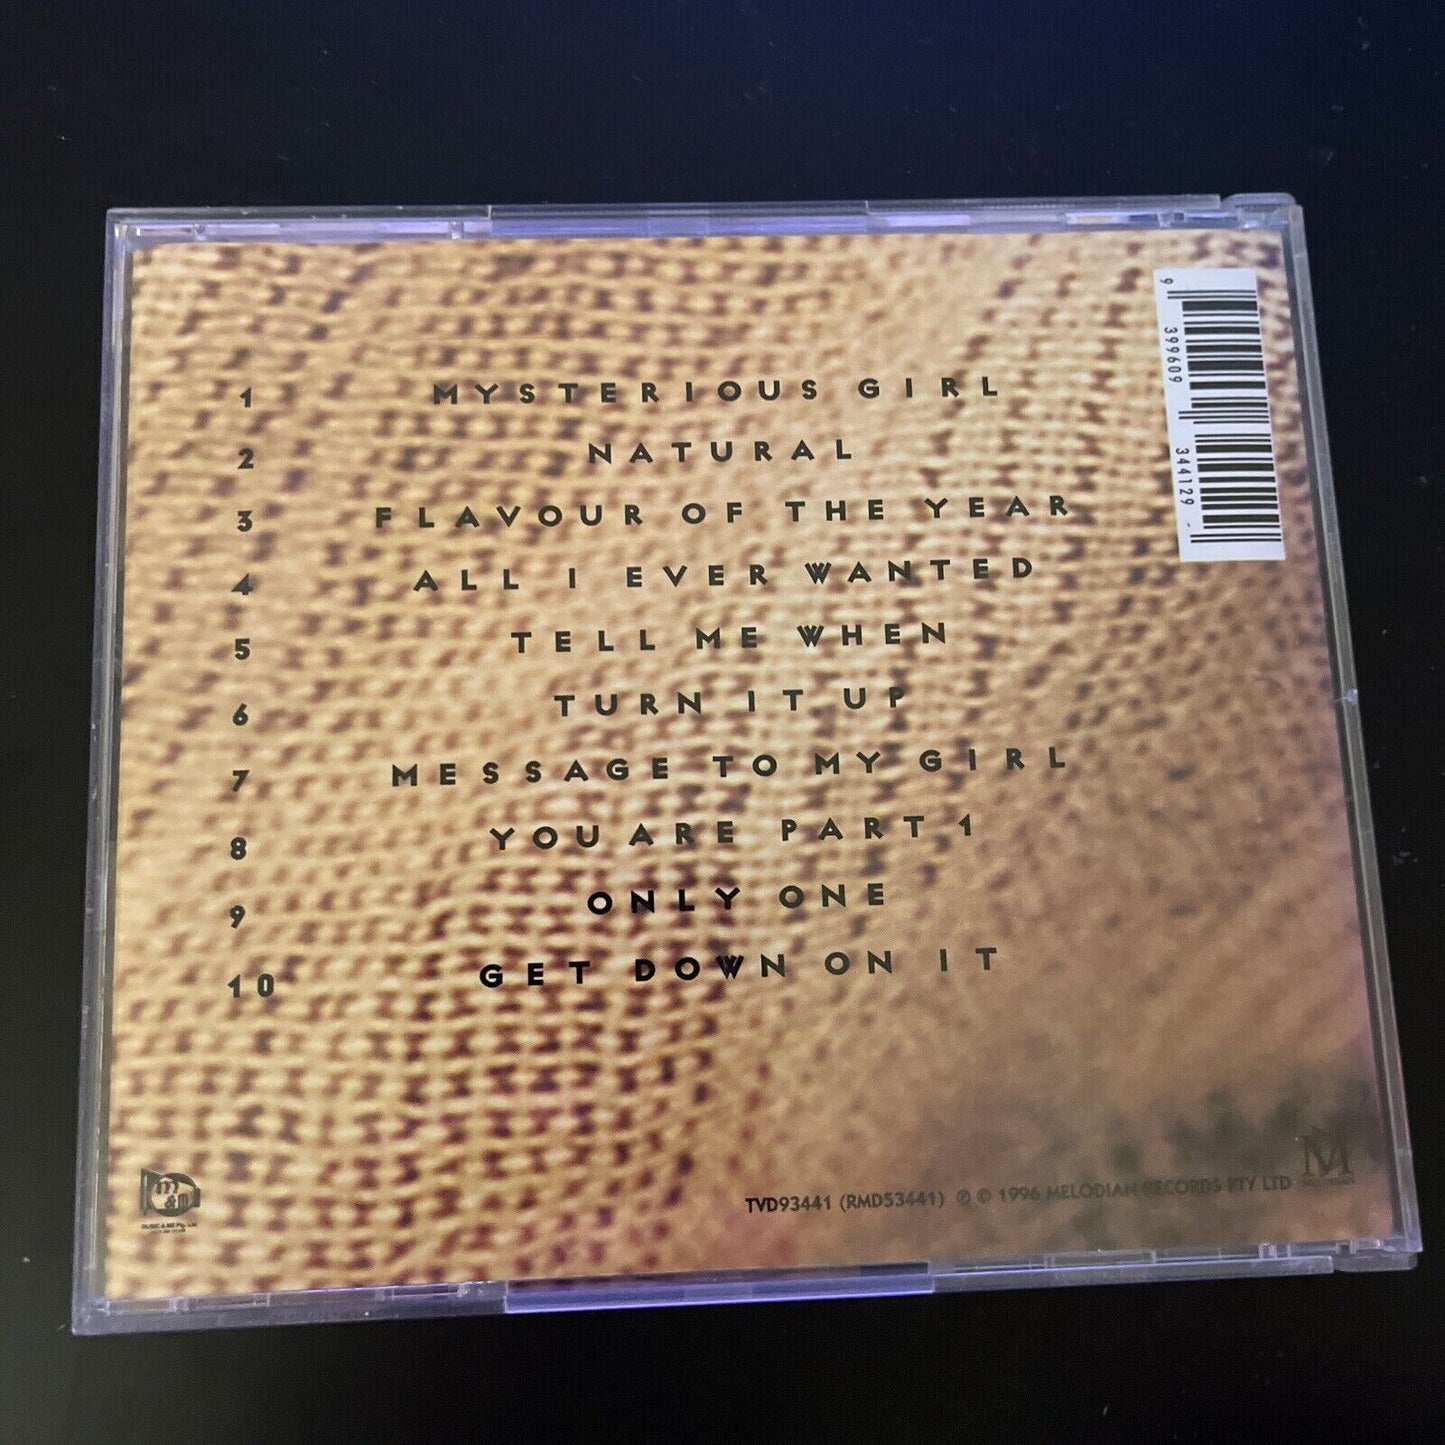 1 MYSTERIOUS GIRL
2 NATURAL
3 FLAVOUR OF THE YEAR
4 ALL I EVER WANTED
5 TELL ME WHEN
6 TURN IT UP
7 MESSAGE TO MY GIRL
8 YOU ARE PART 1
9 ONLY ONE
10 GET DOWN ON IT
9 399609 344129
m&m
TVD93441 (RMD53441) ℗ © 1996 MELODIAN RECORDS PTY LTD
M